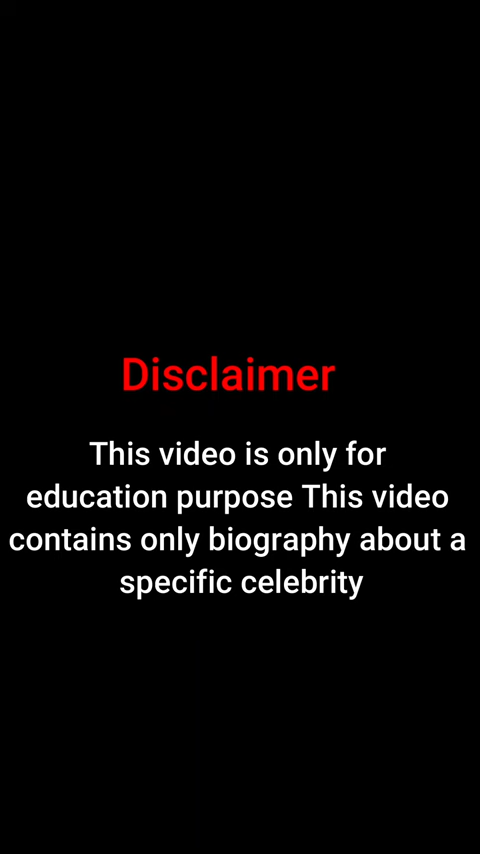 Disclaimer
This video is only for
education purpose This video
contains only biography about a
specific celebrity